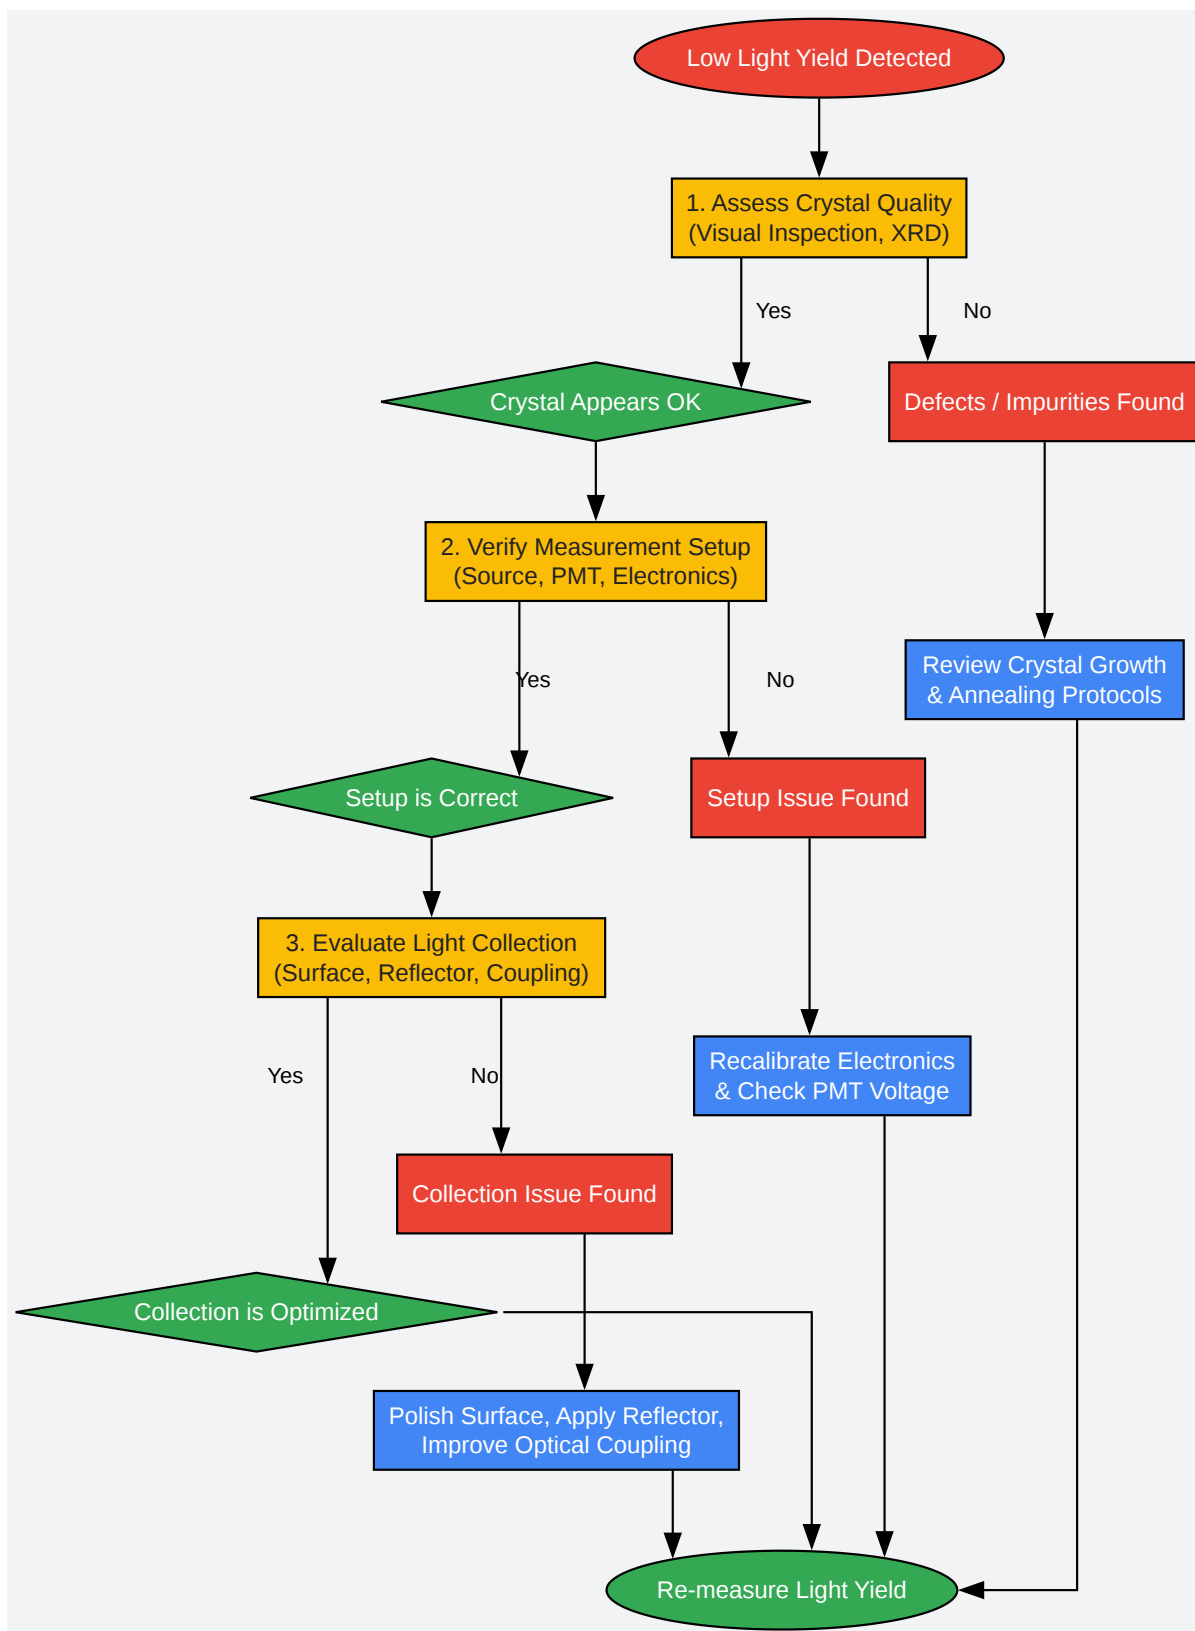 Low Light Yield Detected
1. Assess Crystal Quality
(Visual Inspection, XRD)
Yes
No
Crystal Appears OK
Defects / Impurities Found
2. Verify Measurement Setup
(Source, PMT, Electronics)
Yes
No
Review Crystal Growth
& Annealing Protocols
Setup is Correct
Setup Issue Found
3. Evaluate Light Collection
(Surface, Reflector, Coupling)
Yes
No
Recalibrate Electronics
& Check PMT Voltage
Collection Issue Found
Collection is Optimized
Polish Surface, Apply Reflector,
Improve Optical Coupling
Re-measure Light Yield